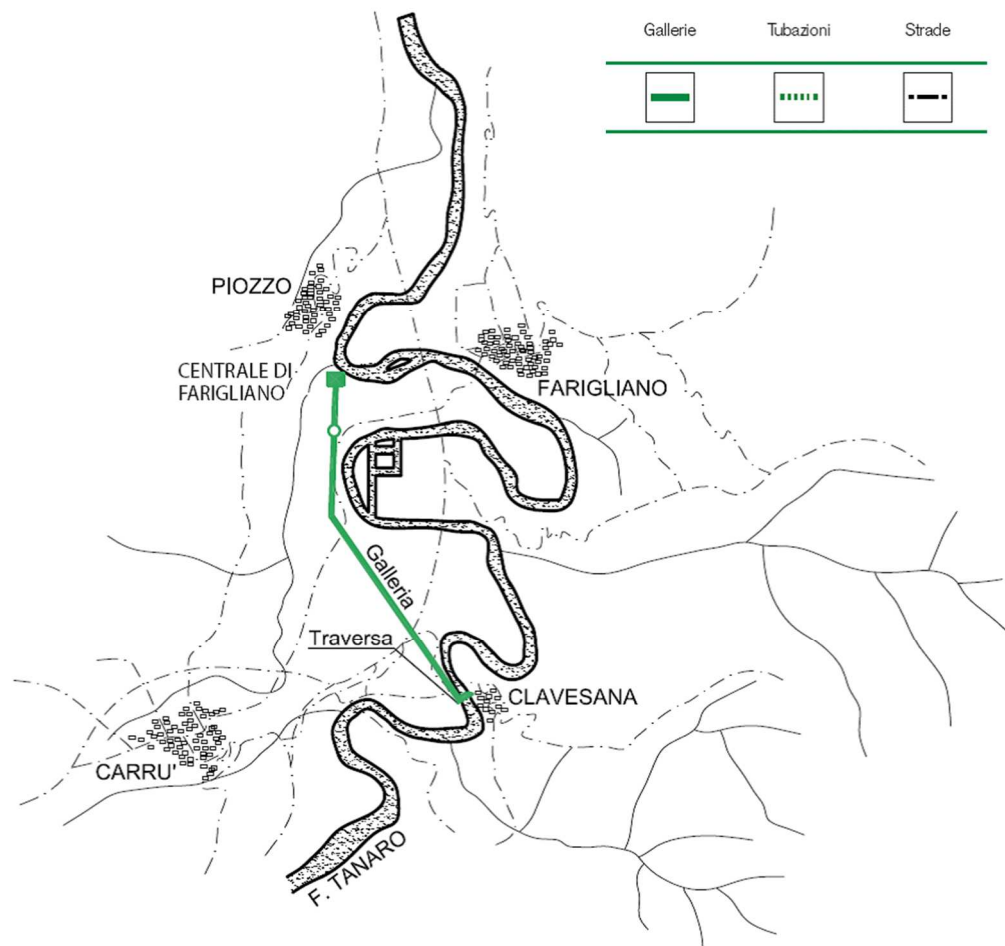 Gallerie Tubazioni Strade
PIOZZO
CENTRALE DI
FARIGLIANO
FARIGLIANO
Galleria
Traversa
CLAVESANA
CARRU'
F. TANARO